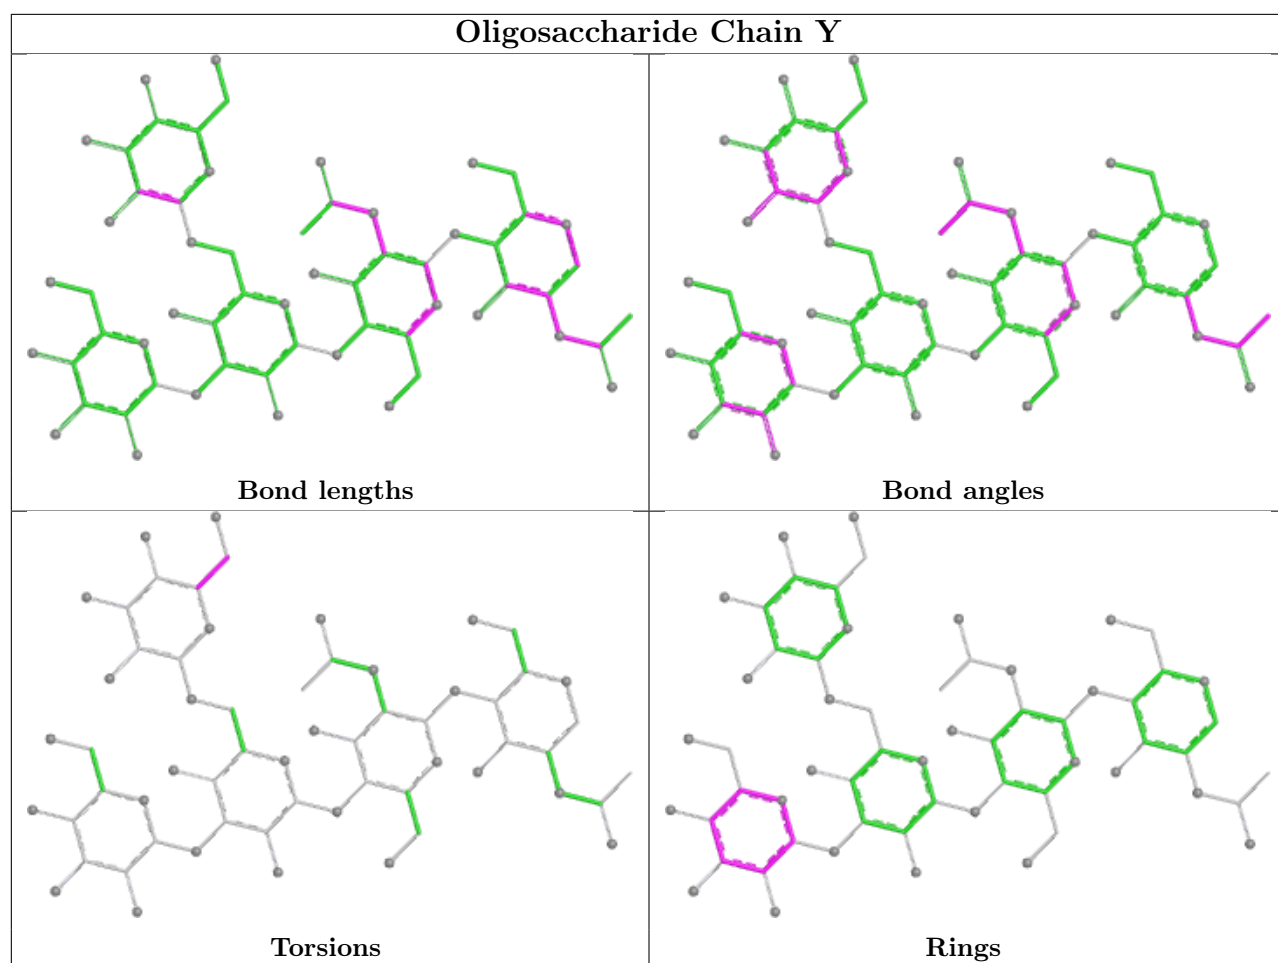 Oligosaccharide Chain Y
Bond lengths
Bond angles
Torsions
Rings